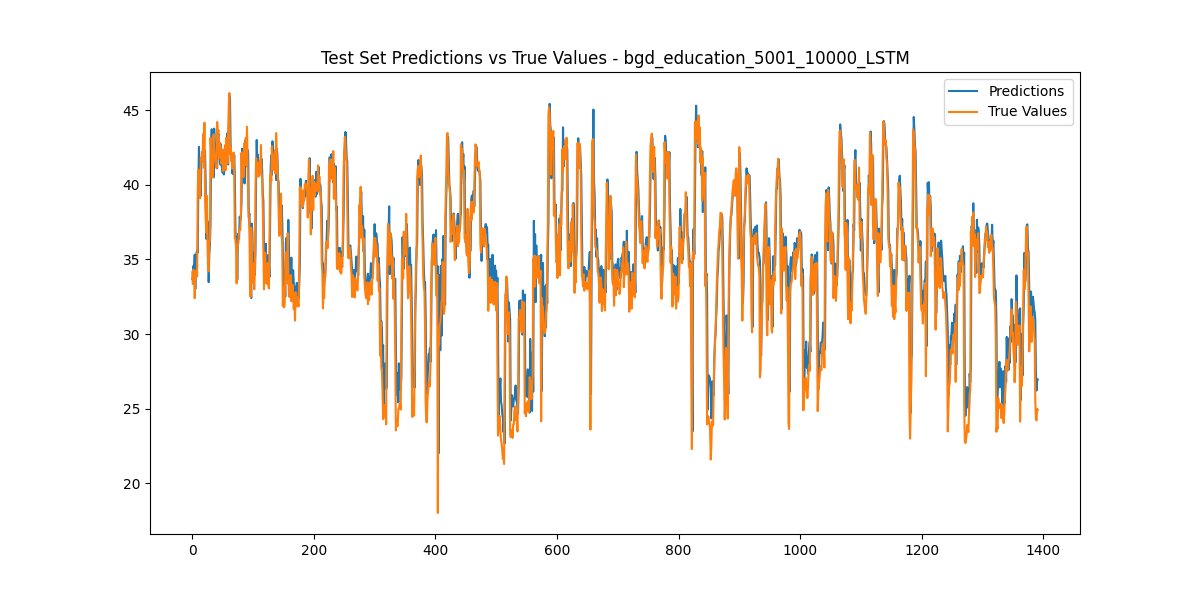 Test Set Predictions vs True Values - bgd_education_5001_10000_LSTM
Predictions
True Values
45
40
35
30
25
20
0 200 400 600 800 1000 1200 1400